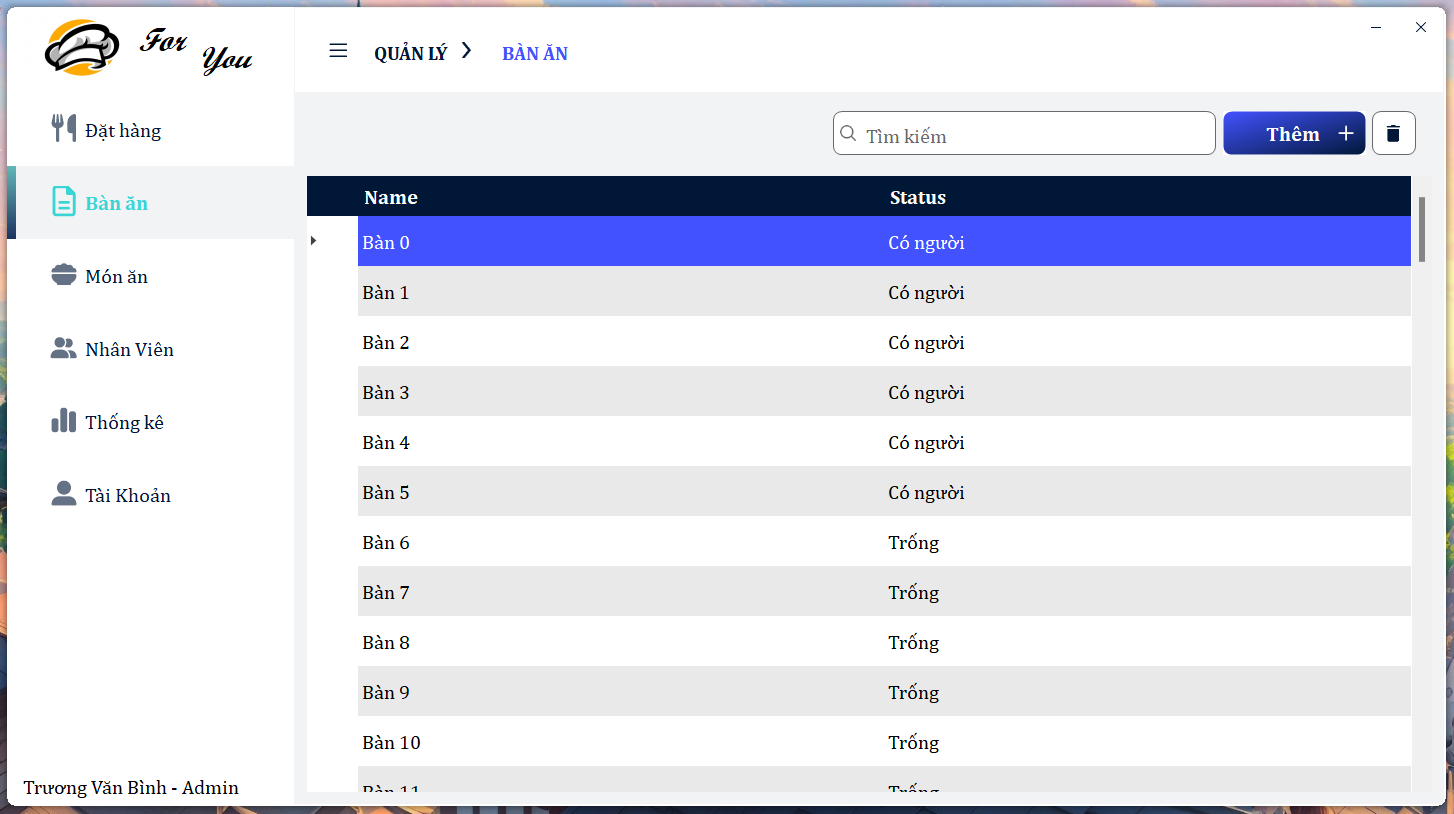 For You
QUẢN LÝ
BÀN ĂN
Đặt hàng
Bàn ăn
Món ăn
Nhân Viên
Thống kê
Tài Khoản
Trương Văn Bình - Admin
Tìm kiếm
Thêm +
Name Status
Bàn 0 Có người
Bàn 1 Có người
Bàn 2 Có người
Bàn 3 Có người
Bàn 4 Có người
Bàn 5 Có người
Bàn 6 Trống
Bàn 7 Trống
Bàn 8 Trống
Bàn 9 Trống
Bàn 10 Trống
Bàn 11 Trống